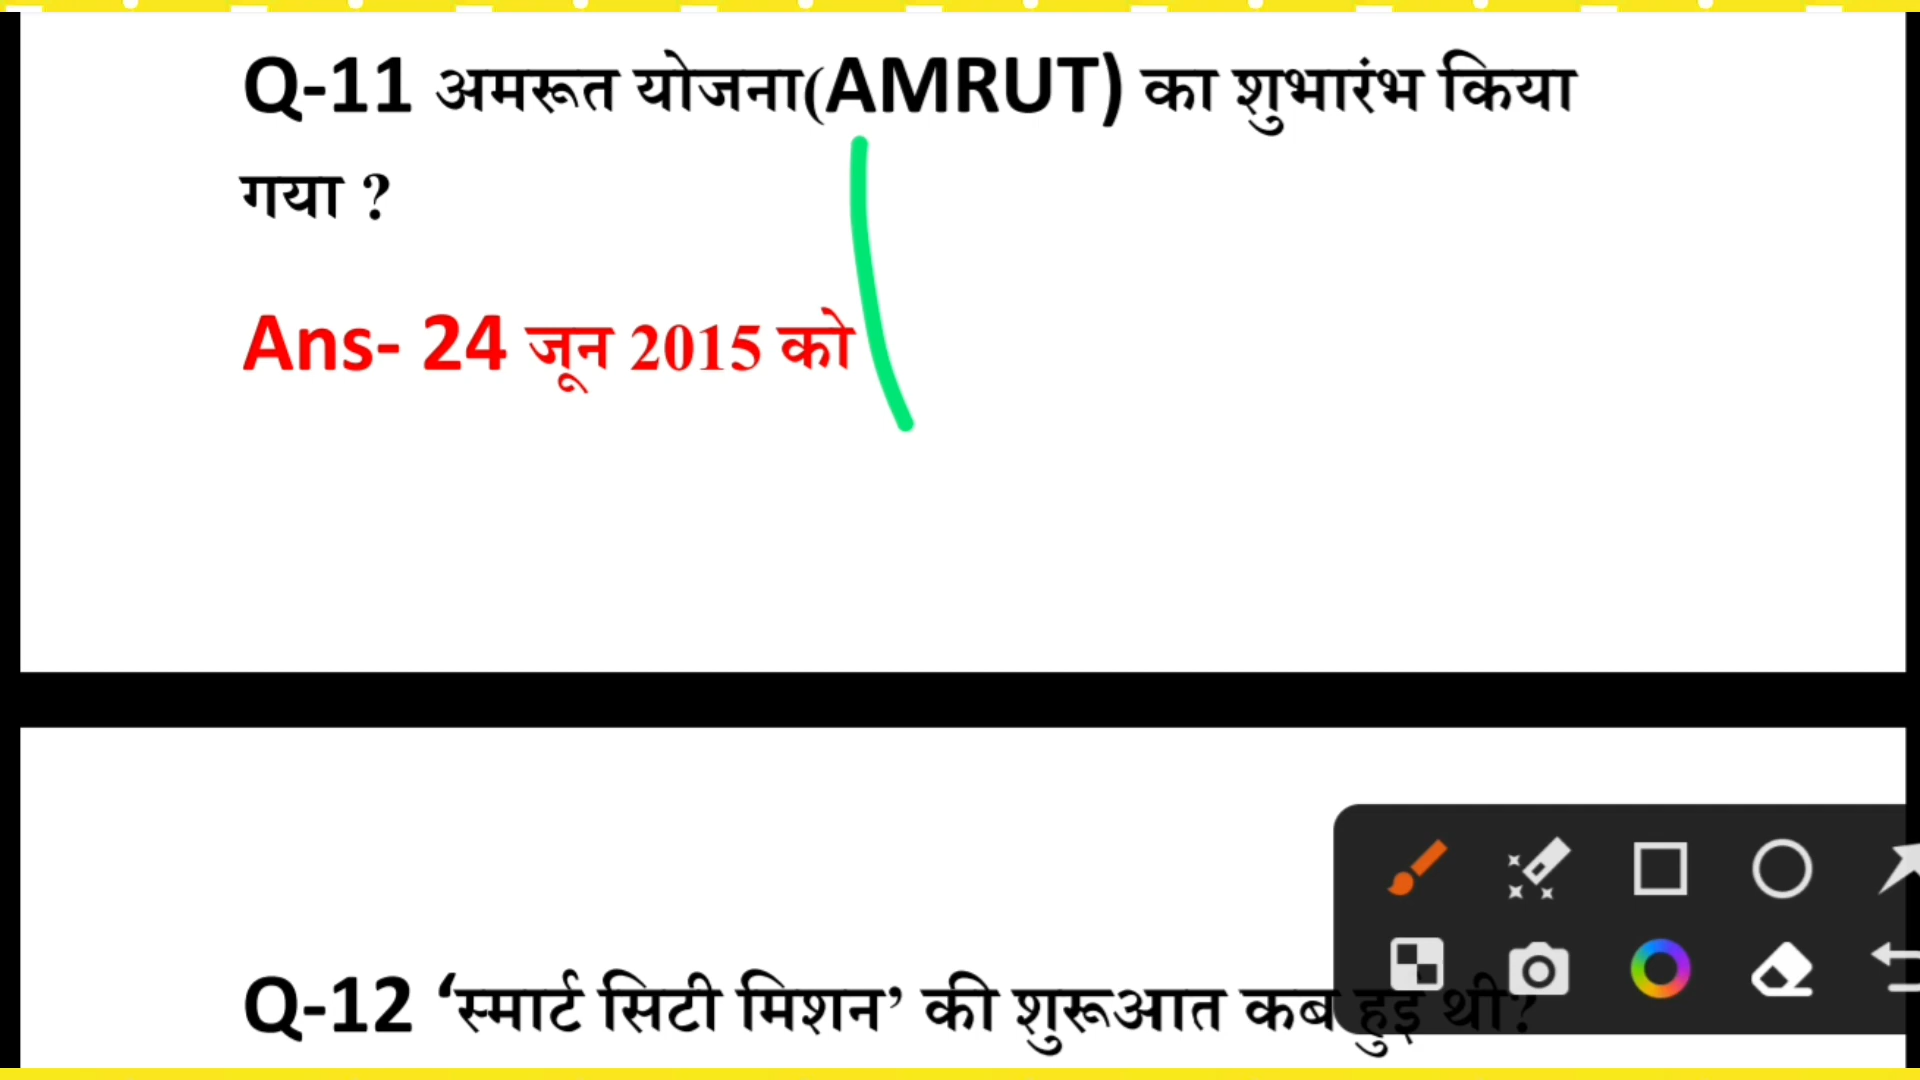 Q-11 अमरूत योजना(AMRUT) का शुभारंभ किया
गया ?
Ans- 24 जून 2015 को
Q-12 ‘स्मार्ट सिटी मिशन’ की शुरूआत कब हुई थी?